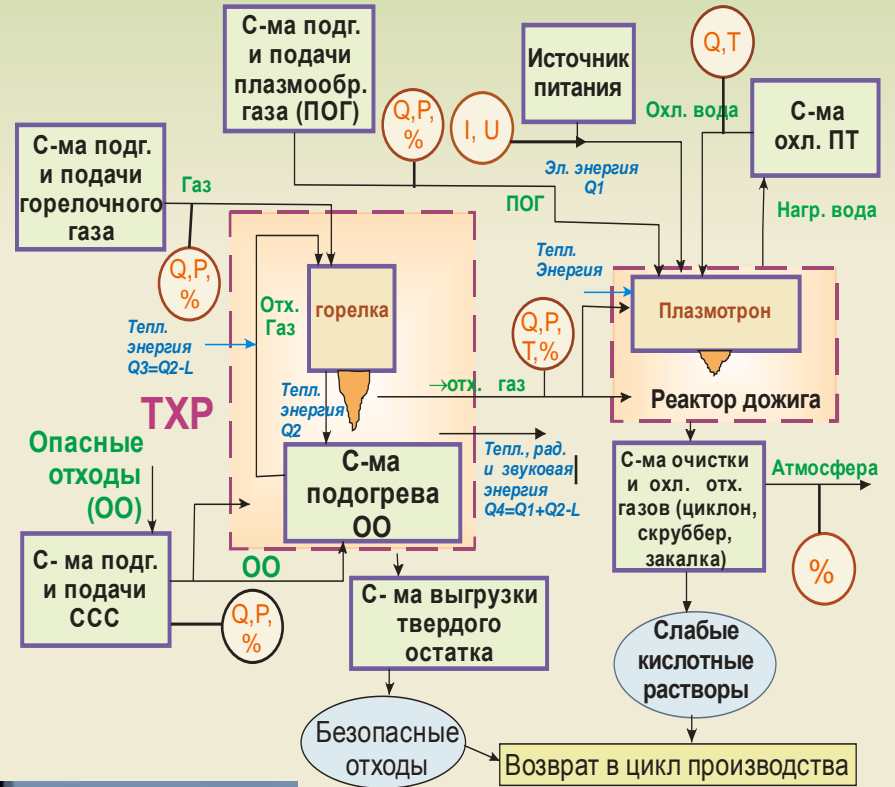 С-ма подг.
и подачи
плазмообр.
газа (ПОГ)
Q,P,
%
I, U
Источник
питания
Q,T
Охл. вода
С-ма
охл. ПТ
С-ма подг.
и подачи
горелочного
газа
Газ
Q,P,
%
Эл. энергия
Q1
ПОГ
Нагр. вода
Тепл.
Энергия
Отх.
Газ
горелка
Плазмотрон
Q,P,
T,%
Тепл.
энергия
Q3=Q2-L
Тепл.
энергия
Q2
→отх. газ
Реактор дожига
ТХР
Опасные
отходы
(ОО)
С-ма
подогрева
ОО
Тепл., рад.
и звуковая
энергия
Q4=Q1+Q2-L
С-ма очистки
и охл. отх.
газов (циклон,
скруббер,
закалка)
Атмосфера
%
С- ма подг.
и подачи
ССС
ОО
Q,P,
%
С- ма выгрузки
твердого
остатка
Слабые
кислотные
растворы
Безопасные
отходы
Возврат в цикл производства